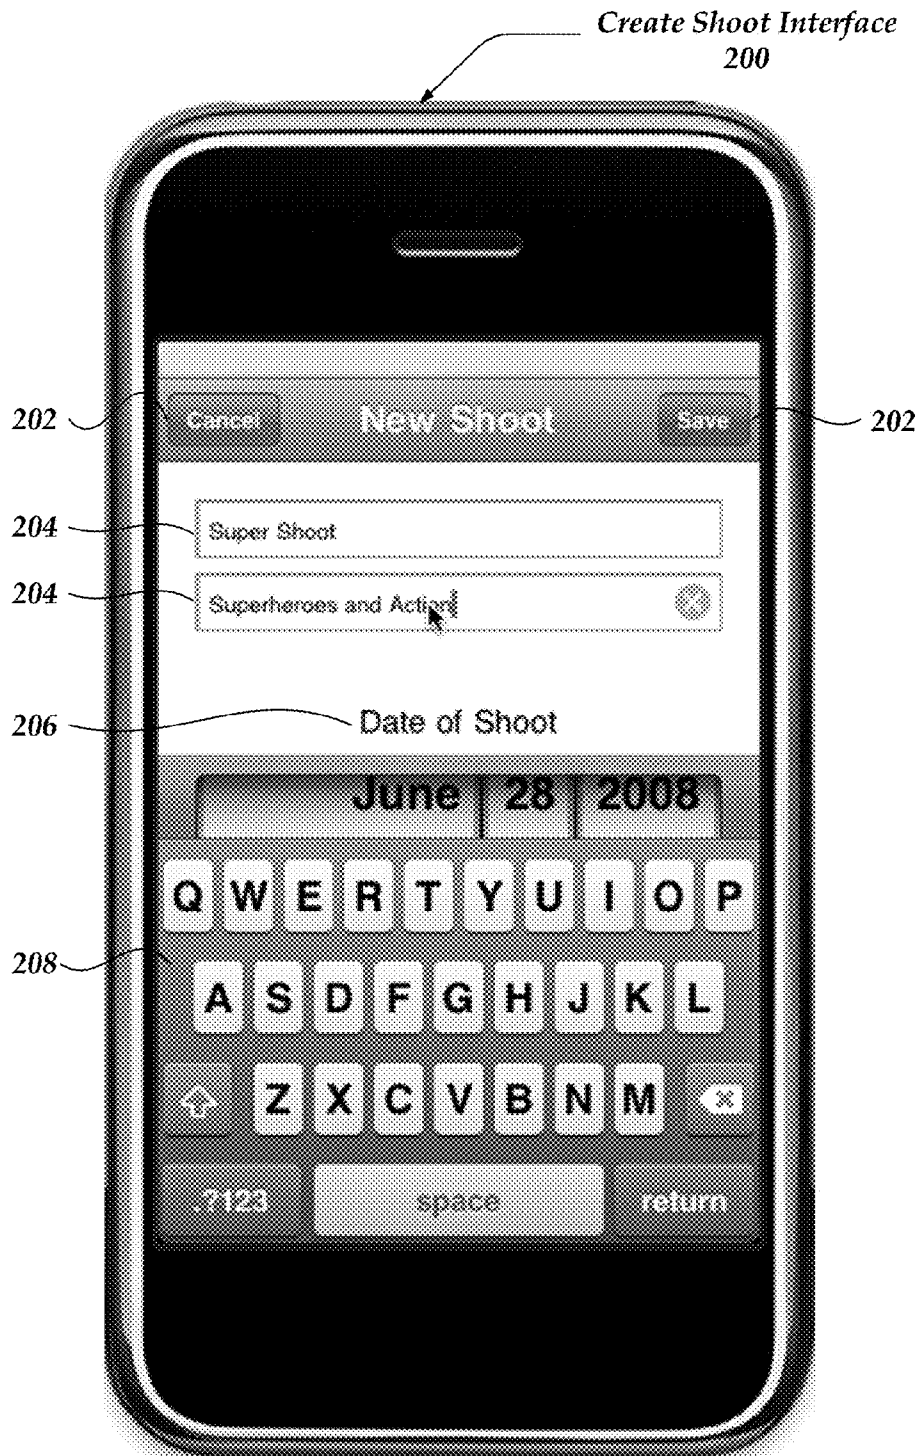 Create Shoot Interface
200
202 Cancel New Shoot Save 202
204 Super Shoot
204 Superheroes and Action
206 Date of Shoot
June 28 2008
Q W E R T Y U I O P
208 A S D F G H J K L
Z X C V B N M
.?123 space return